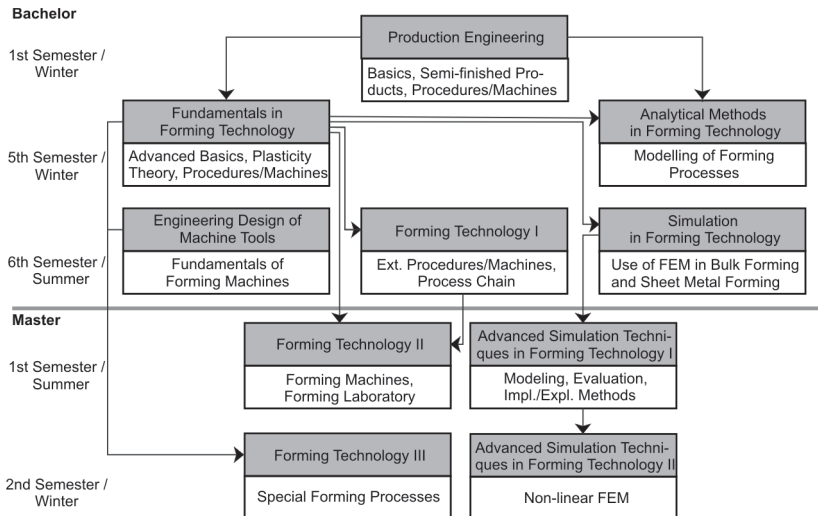 Bachelor
1st Semester /
Winter
Production Engineering
Basics, Semi-finished Pro-
ducts, Procedures/Machines
5th Semester /
Winter
Fundamentals in
Forming Technology
Advanced Basics, Plasticity
Theory, Procedures/Machines
Analytical Methods
in Forming Technology
Modelling of Forming
Processes
6th Semester /
Summer
Engineering Design of
Machine Tools
Fundamentals of
Forming Machines
Forming Technology I
Ext. Procedures/Machines,
Process Chain
Simulation
in Forming Technology
Use of FEM in Bulk Forming
and Sheet Metal Forming
Master
1st Semester /
Summer
Forming Technology II
Forming Machines,
Forming Laboratory
Advanced Simulation Techni-
ques in Forming Technology I
Modeling, Evaluation,
Impl./Expl. Methods
2nd Semester /
Winter
Forming Technology III
Special Forming Processes
Advanced Simulation Techni-
ques in Forming Technology II
Non-linear FEM